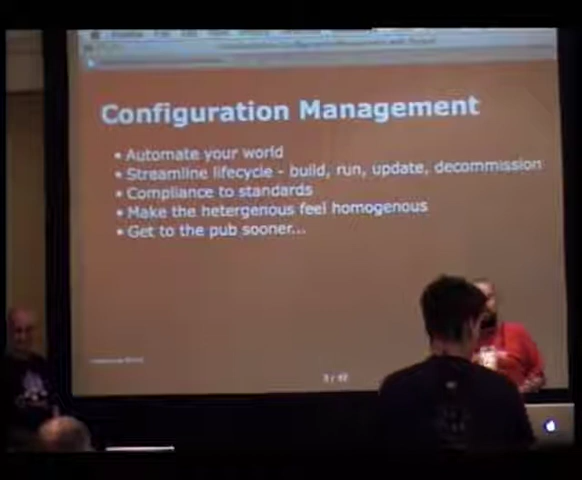 Configuration Management
• Automate your world
• Streamline lifecycle - build, run, update, decommission
• Compliance to standards
• Make the hetergenous feel homogenous
• Get to the pub sooner...